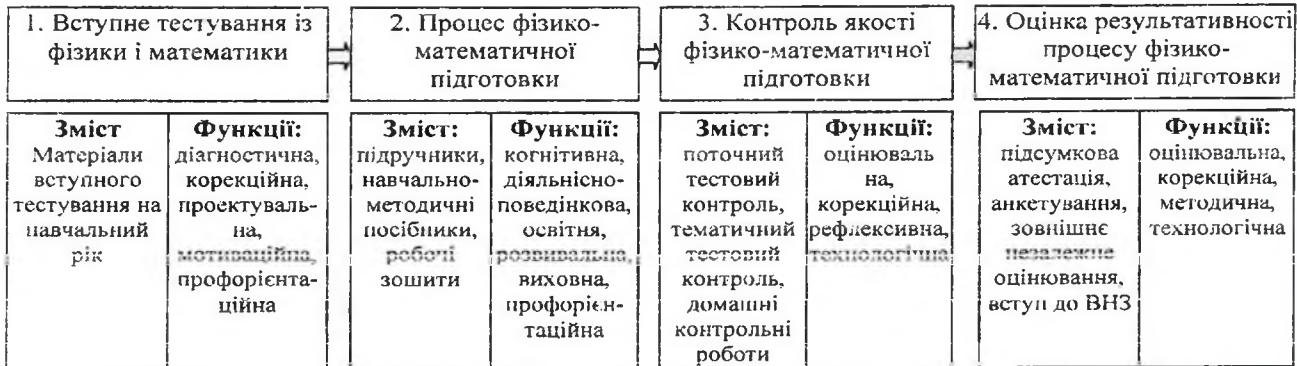 1. Вступне тестування із
фізики і математики
2. Процес фізико-
математичної
підготовки
3. Контроль якості
фізико-математичної
підготовки
4. Оцінка результативності
процесу фізико-
математичної підготовки
Зміст
Матеріали
вступного
тестування на
навчальний
рік
Функції:
діагностична,
корекційна,
проектуваль-
на,
мотиваційна,
профорієнта-
ційна
Зміст:
підручники,
навчально-
методичні
посібники,
робочі
зошити
Функції:
когнітивна,
діяльнісно-
поведінкова,
освітня,
розвивальна,
виховна,
профорієн-
таційна
Зміст:
поточний
тестовий
контроль,
тематичний
тестовий
контроль,
домашні
контрольні
роботи
Функції:
оцінюваль
на,
корекційна,
рефлексивна,
технологічна
Зміст:
підсумкова
атестація,
анкетування,
зовнішнє
незалежне
оцінювання,
вступ до ВНЗ
Функції:
оцінювальна,
корекційна,
методична,
технологічна